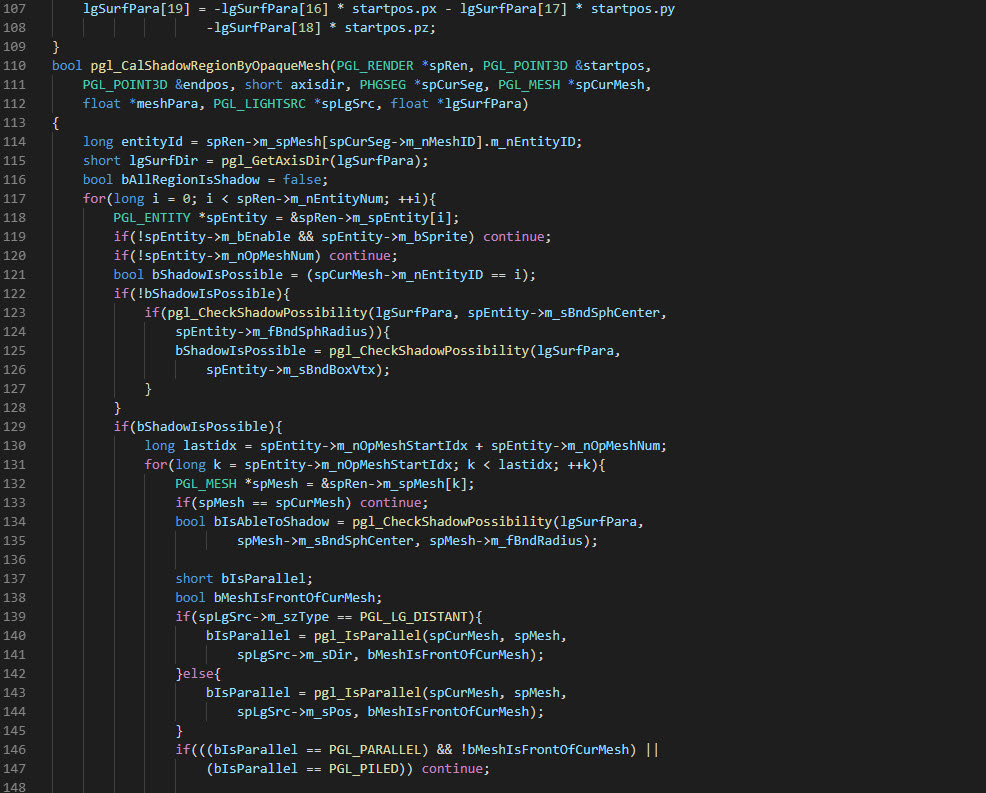 107 lgSurfPara[19] = -lgSurfPara[16] * startpos.px - lgSurfPara[17] * startpos.py
108 -lgSurfPara[18] * startpos.pz;
109 }
110 bool pgl_CalShadowRegionByOpaqueMesh(PGL_RENDER *spRen, PGL_POINT3D &startpos,
111 PGL_POINT3D &endpos, short axisdir, PHGSEG *spCurSeg, PGL_MESH *spCurMesh,
112 float *meshPara, PGL_LIGHTSRC *spLgSrc, float *lgSurfPara)
113 {
114 long entityId = spRen->m_spMesh[spCurSeg->m_nMeshID].m_nEntityID;
115 short lgSurfDir = pgl_GetAxisDir(lgSurfPara);
116 bool bAllRegionIsShadow = false;
117 for(long i = 0; i < spRen->m_nEntityNum; ++i){
118 PGL_ENTITY *spEntity = &spRen->m_spEntity[i];
119 if(!spEntity->m_bEnable && spEntity->m_bSprite) continue;
120 if(!spEntity->m_nOpMeshNum) continue;
121 bool bShadowIsPossible = (spCurMesh->m_nEntityID == i);
122 if(!bShadowIsPossible){
123 if(pgl_CheckShadowPossibility(lgSurfPara, spEntity->m_sBndSphCenter,
124 spEntity->m_fBndSphRadius)){
125 bShadowIsPossible = pgl_CheckShadowPossibility(lgSurfPara,
126 spEntity->m_sBndBoxVtx);
127 }
128 }
129 if(bShadowIsPossible){
130 long lastidx = spEntity->m_nOpMeshStartIdx + spEntity->m_nOpMeshNum;
131 for(long k = spEntity->m_nOpMeshStartIdx; k < lastidx; ++k){
132 PGL_MESH *spMesh = &spRen->m_spMesh[k];
133 if(spMesh == spCurMesh) continue;
134 bool bIsAbleToShadow = pgl_CheckShadowPossibility(lgSurfPara,
135 spMesh->m_sBndSphCenter, spMesh->m_fBndRadius);
136
137 short bIsParallel;
138 bool bMeshIsFrontOfCurMesh;
139 if(spLgSrc->m_szType == PGL_LG_DISTANT){
140 bIsParallel = pgl_IsParallel(spCurMesh, spMesh,
141 spLgSrc->m_sDir, bMeshIsFrontOfCurMesh);
142 }else{
143 bIsParallel = pgl_IsParallel(spCurMesh, spMesh,
144 spLgSrc->m_sPos, bMeshIsFrontOfCurMesh);
145 }
146 if(((bIsParallel == PGL_PARALLEL) && !bMeshIsFrontOfCurMesh) ||
147 (bIsParallel == PGL_PILED)) continue;
148